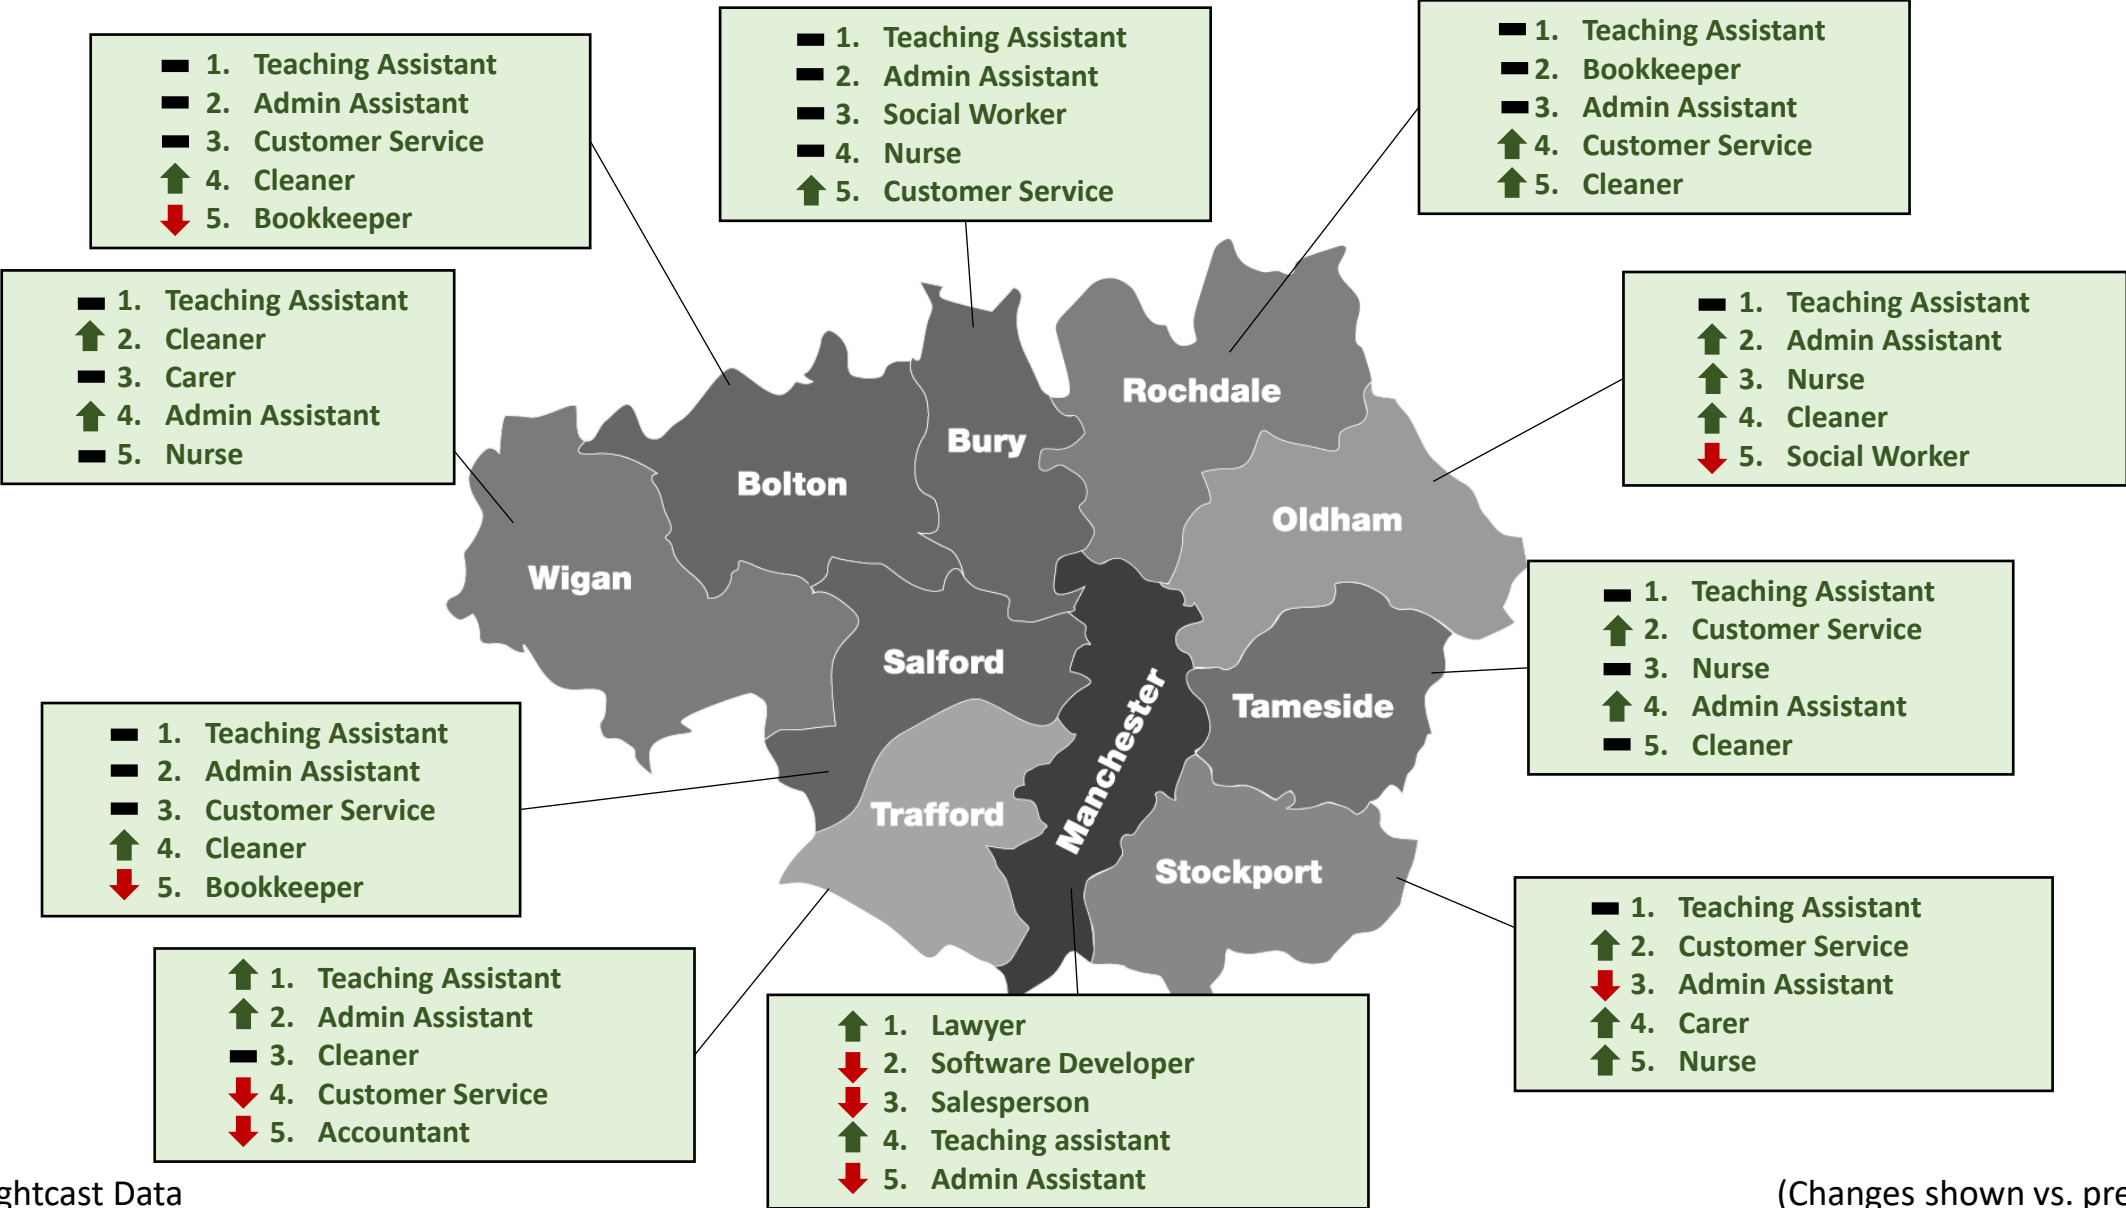 1. Teaching Assistant
2. Admin Assistant
3. Customer Service
4. Cleaner
5. Bookkeeper
1. Teaching Assistant
2. Admin Assistant
3. Social Worker
4. Nurse
5. Customer Service
1. Teaching Assistant
2. Bookkeeper
3. Admin Assistant
4. Customer Service
5. Cleaner
1. Teaching Assistant
2. Cleaner
3. Carer
4. Admin Assistant
5. Nurse
1. Teaching Assistant
2. Admin Assistant
3. Nurse
4. Cleaner
5. Social Worker
Rochdale
Bury
Bolton
Oldham
Wigan
Salford
Manchester
Tameside
Trafford
Stockport
1. Teaching Assistant
2. Customer Service
3. Nurse
4. Admin Assistant
5. Cleaner
1. Teaching Assistant
2. Admin Assistant
3. Customer Service
4. Cleaner
5. Bookkeeper
1. Teaching Assistant
2. Customer Service
3. Admin Assistant
4. Carer
5. Nurse
1. Teaching Assistant
2. Admin Assistant
3. Cleaner
4. Customer Service
5. Accountant
1. Lawyer
2. Software Developer
3. Salesperson
4. Teaching assistant
5. Admin Assistant
ghtcast Data
(Changes shown vs. pre